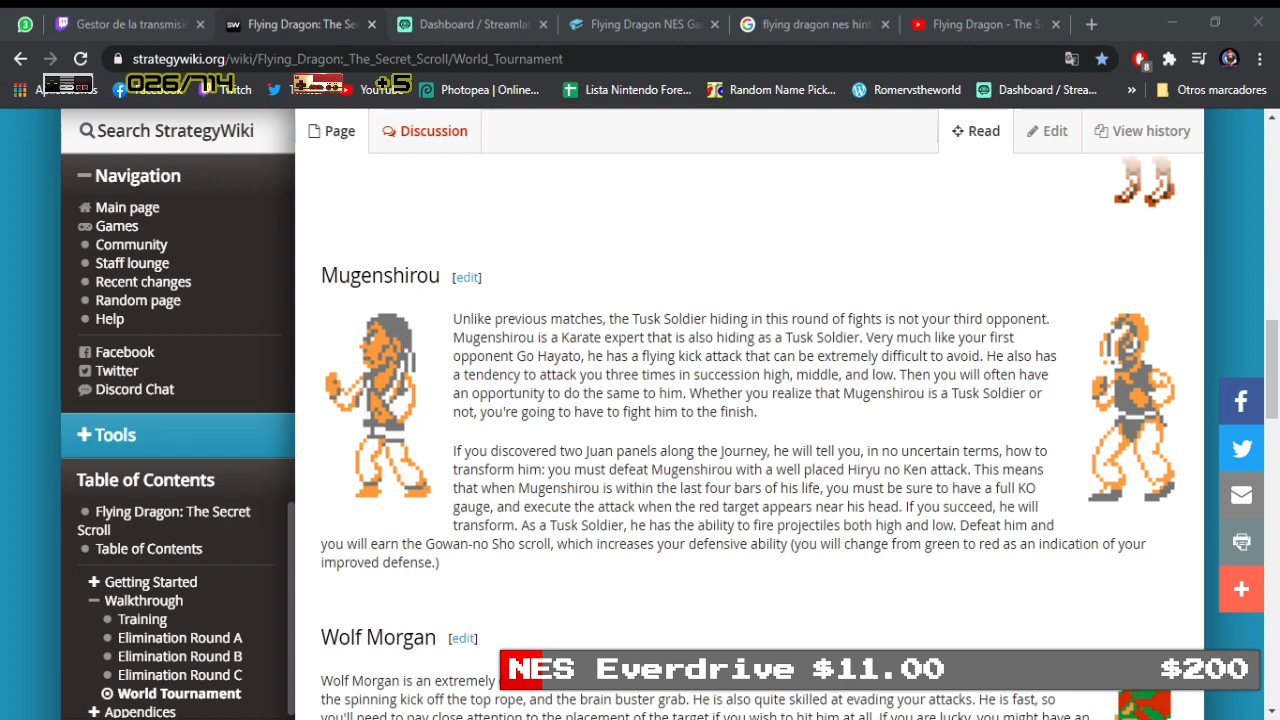 Gestor de la transmisi
Flying Dragon: The Se
Dashboard / Streamlab
Flying Dragon NES Ga
flying dragon nes hint
Flying Dragon - The S
strategywiki.org/wiki/Flying_Dragon:_The_Secret_Scroll/World_Tournament
8
026/714
+5
Photopea | Online...
Lista Nintendo Fore...
Random Name Pick...
Romervstheworld
Dashboard / Strea...
»
Otros marcadores
Search StrategyWiki
Page
Discussion
Read
Edit
View history
Navigation
Main page
Games
Community
Staff lounge
Recent changes
Random page
Help
Facebook
Twitter
Discord Chat
Tools
Table of Contents
Flying Dragon: The Secret
Scroll
Table of Contents
Getting Started
Walkthrough
Training
Elimination Round A
Elimination Round B
Elimination Round C
World Tournament
Appendices
Mugenshirou [edit]
Unlike previous matches, the Tusk Soldier hiding in this round of fights is not your third opponent.
Mugenshirou is a Karate expert that is also hiding as a Tusk Soldier. Very much like your first
opponent Go Hayato, he has a flying kick attack that can be extremely difficult to avoid. He also has
a tendency to attack you three times in succession high, middle, and low. Then you will often have
an opportunity to do the same to him. Whether you realize that Mugenshirou is a Tusk Soldier or
not, you're going to have to fight him to the finish.
If you discovered two Juan panels along the Journey, he will tell you, in no uncertain terms, how to
transform him: you must defeat Mugenshirou with a well placed Hiryu no Ken attack. This means
that when Mugenshirou is within the last four bars of his life, you must be sure to have a full KO
gauge, and execute the attack when the red target appears near his head. If you succeed, he will
transform. As a Tusk Soldier, he has the ability to fire projectiles both high and low. Defeat him and
you will earn the Gowan-no Sho scroll, which increases your defensive ability (you will change from green to red as an indication of your
improved defense.)
Wolf Morgan [edit]
Wolf Morgan is an extremely
the spinning kick off the top rope, and the brain buster grab. He is also quite skilled at evading your attacks. He is fast, so
you'll need to pay close attention to the placement of the target if you wish to hit him at all. If you are lucky, you might have an
NES Everdrive $11.00
$200